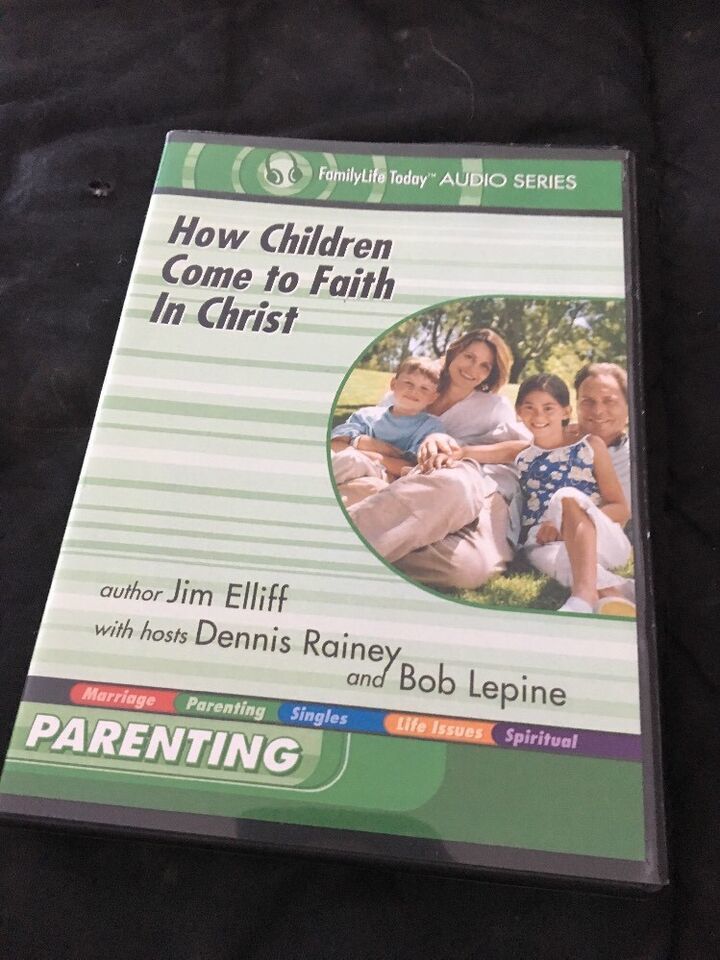 FamilyLife Today™ AUDIO SERIES
How Children
Come to Faith
In Christ
author Jim Elliff
with hosts Dennis Rainey
and Bob Lepine
Marriage Parenting Singles Life Issues Spiritual
PARENTING